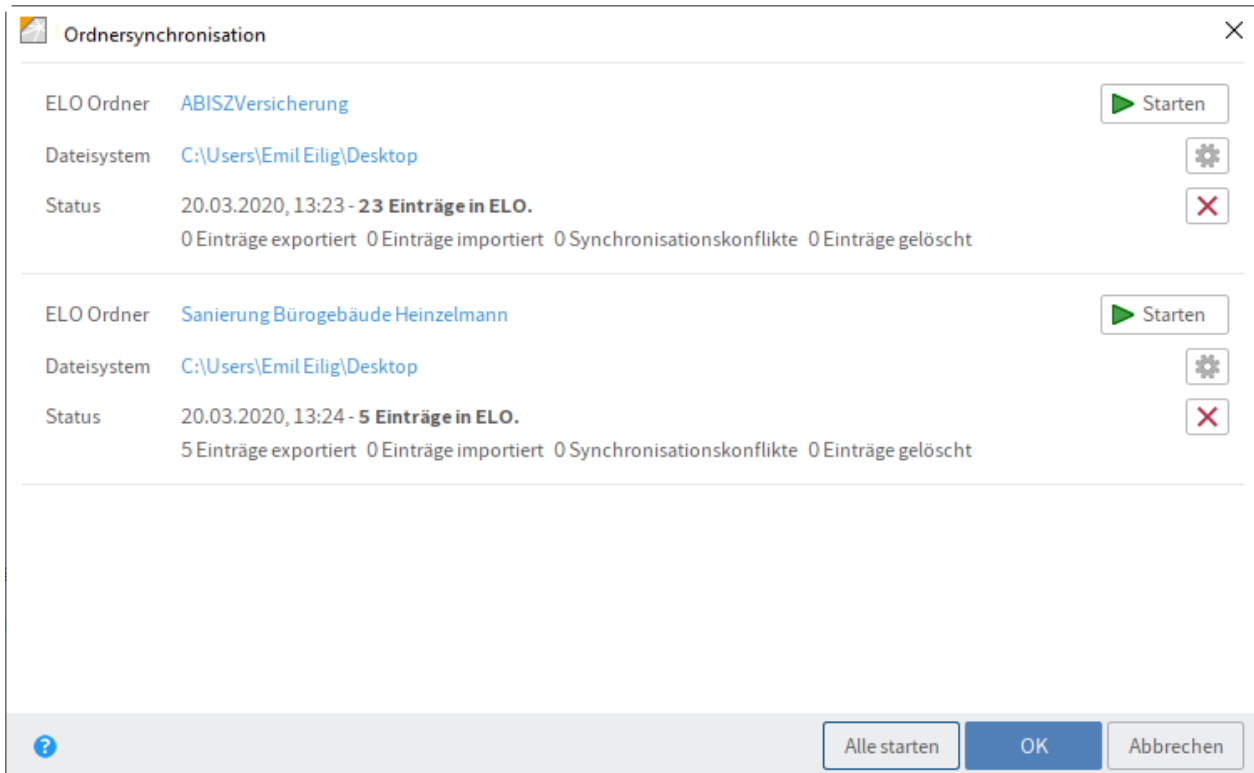 Ordnersynchronisation
ELO Ordner ABISZVersicherung Starten
Dateisystem C:\Users\Emil Eilig\Desktop
Status 20.03.2020, 13:23 - 23 Einträge in ELO.
0 Einträge exportiert 0 Einträge importiert 0 Synchronisationskonflikte 0 Einträge gelöscht
ELO Ordner Sanierung Bürogebäude Heinzelmann Starten
Dateisystem C:\Users\Emil Eilig\Desktop
Status 20.03.2020, 13:24 - 5 Einträge in ELO.
5 Einträge exportiert 0 Einträge importiert 0 Synchronisationskonflikte 0 Einträge gelöscht
? Alle starten OK Abbrechen